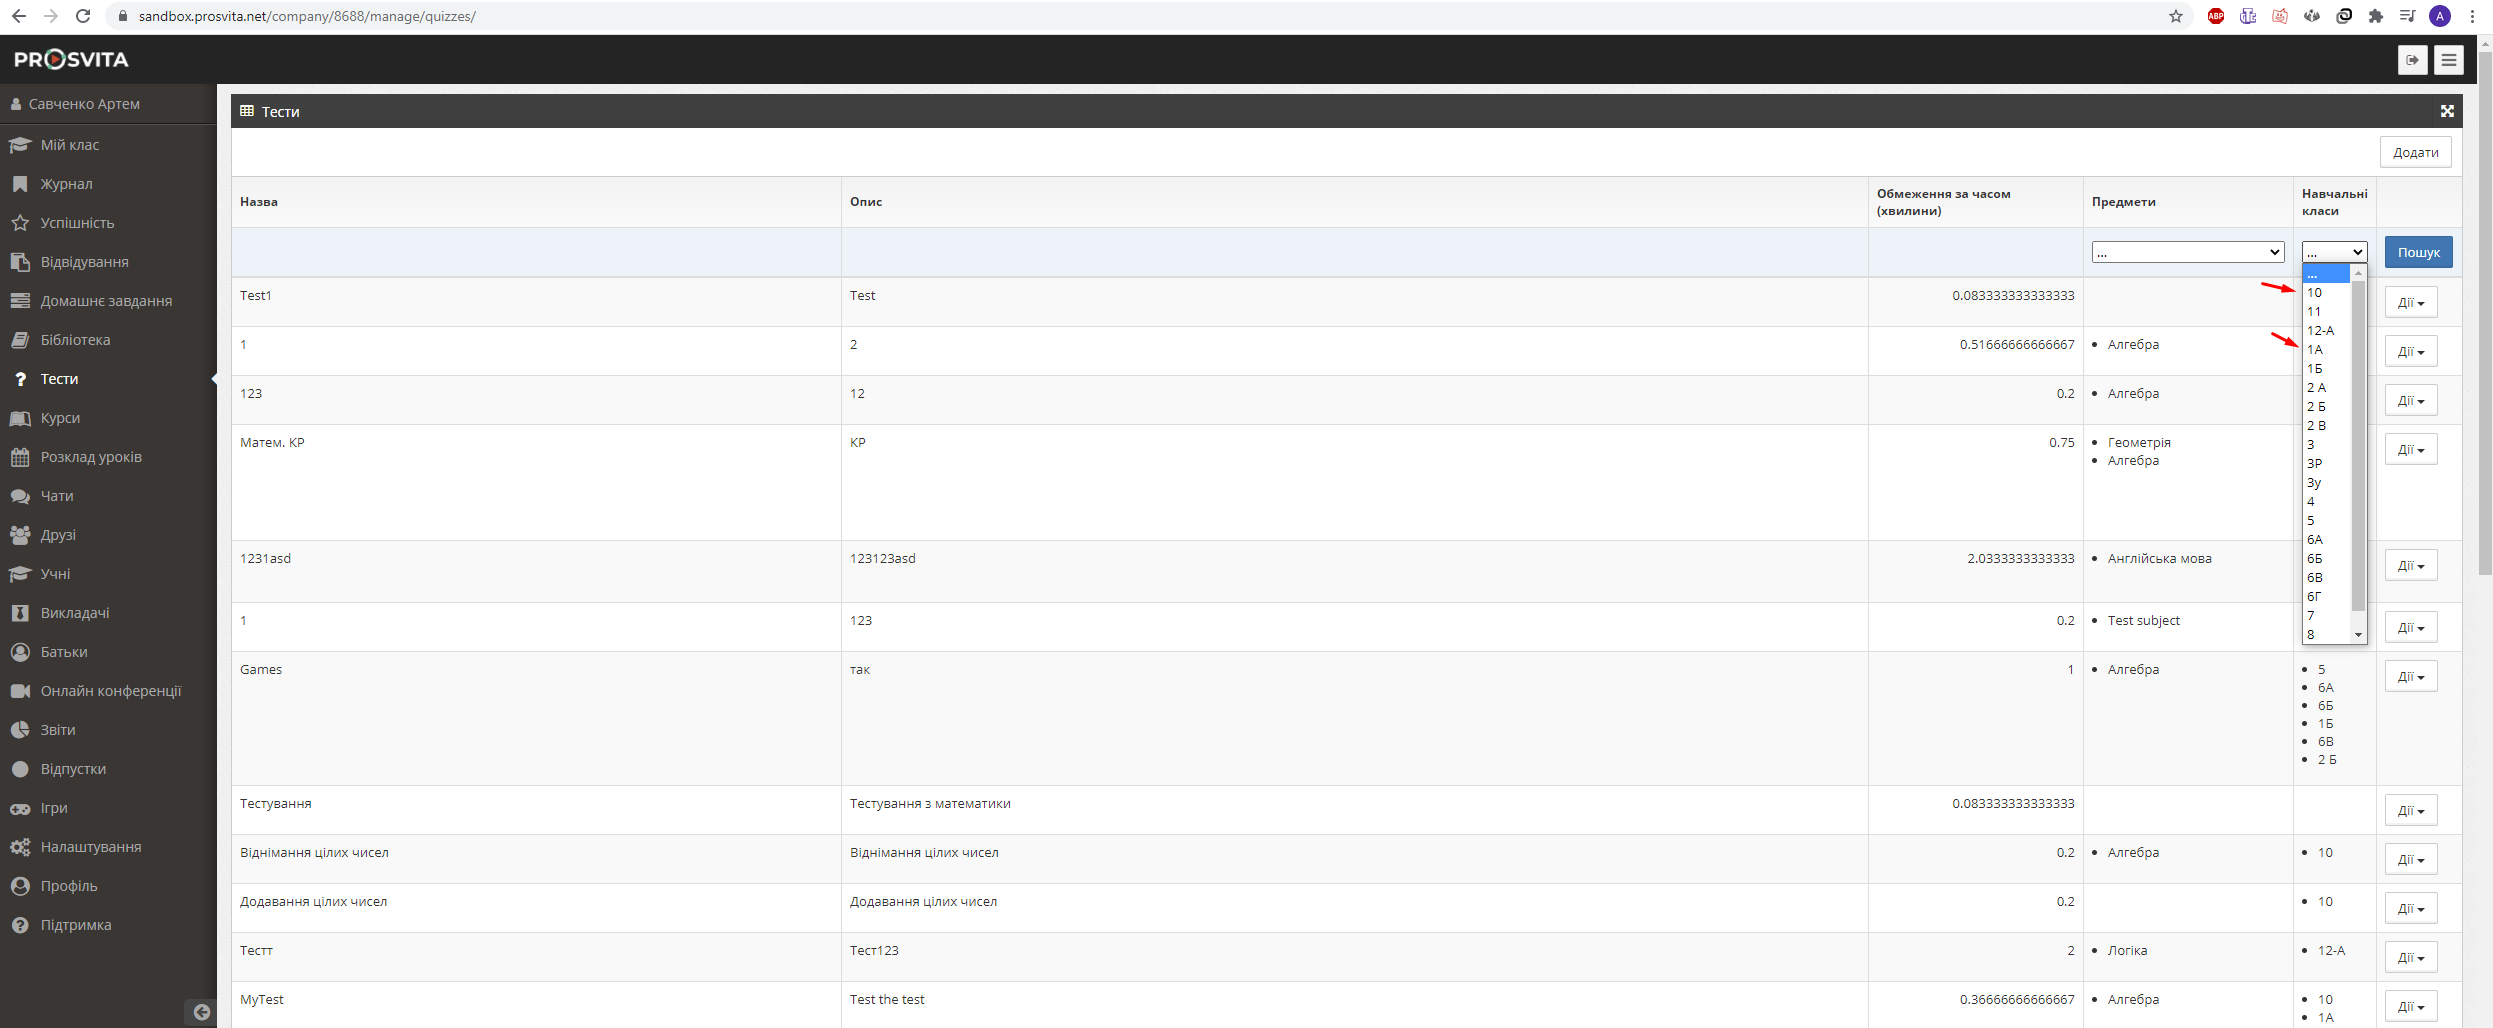 sandbox.prosvita.net/company/8688/manage/quizzes/
ABP
A
PROSVITA
Савченко Артем
Мій клас
Журнал
Успішність
Відвідування
Домашнє завдання
Бібліотека
Тести
Курси
Розклад уроків
Чати
Друзі
Учні
Викладачі
Батьки
Онлайн конференції
Звіти
Відпустки
Ігри
Налаштування
Профіль
Підтримка
Тести
Додати
Назва
Опис
Обмеження за часом
(хвилини)
Предмети
Навчальні
класи
...
...
Пошук
...
10
11
12-А
1А
1Б
2 А
2 Б
2 В
3
3Р
3у
4
5
6А
6Б
6В
6Г
7
8
Test1
Test
0.083333333333333
Дії
1
2
0.51666666666667
Алгебра
Дії
123
12
0.2
Алгебра
Дії
Матем. КР
КР
0.75
Геометрія
Алгебра
Дії
1231asd
123123asd
2.0333333333333
Англійська мова
Дії
1
123
0.2
Test subject
Дії
Games
так
1
Алгебра
5
6А
6Б
1Б
6В
2 Б
Дії
Тестування
Тестування з математики
0.083333333333333
Дії
Віднімання цілих чисел
Віднімання цілих чисел
0.2
Алгебра
10
Дії
Додавання цілих чисел
Додавання цілих чисел
0.2
10
Дії
Тестт
Тест123
2
Логіка
12-А
Дії
MyTest
Test the test
0.36666666666667
Алгебра
10
1А
Дії